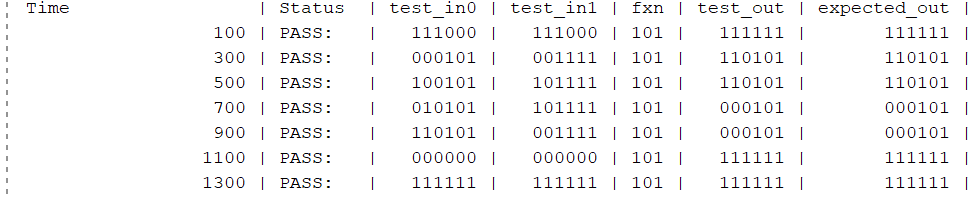 Time | Status | test_in0 | test_in1 | fxn | test_out | expected_out |
100 | PASS: | 111000 | 111000 | 101 | 111111 | 111111 |
300 | PASS: | 000101 | 001111 | 101 | 110101 | 110101 |
500 | PASS: | 100101 | 101111 | 101 | 110101 | 110101 |
700 | PASS: | 010101 | 101111 | 101 | 000101 | 000101 |
900 | PASS: | 110101 | 001111 | 101 | 000101 | 000101 |
1100 | PASS: | 000000 | 000000 | 101 | 111111 | 111111 |
1300 | PASS: | 111111 | 111111 | 101 | 111111 | 111111 |